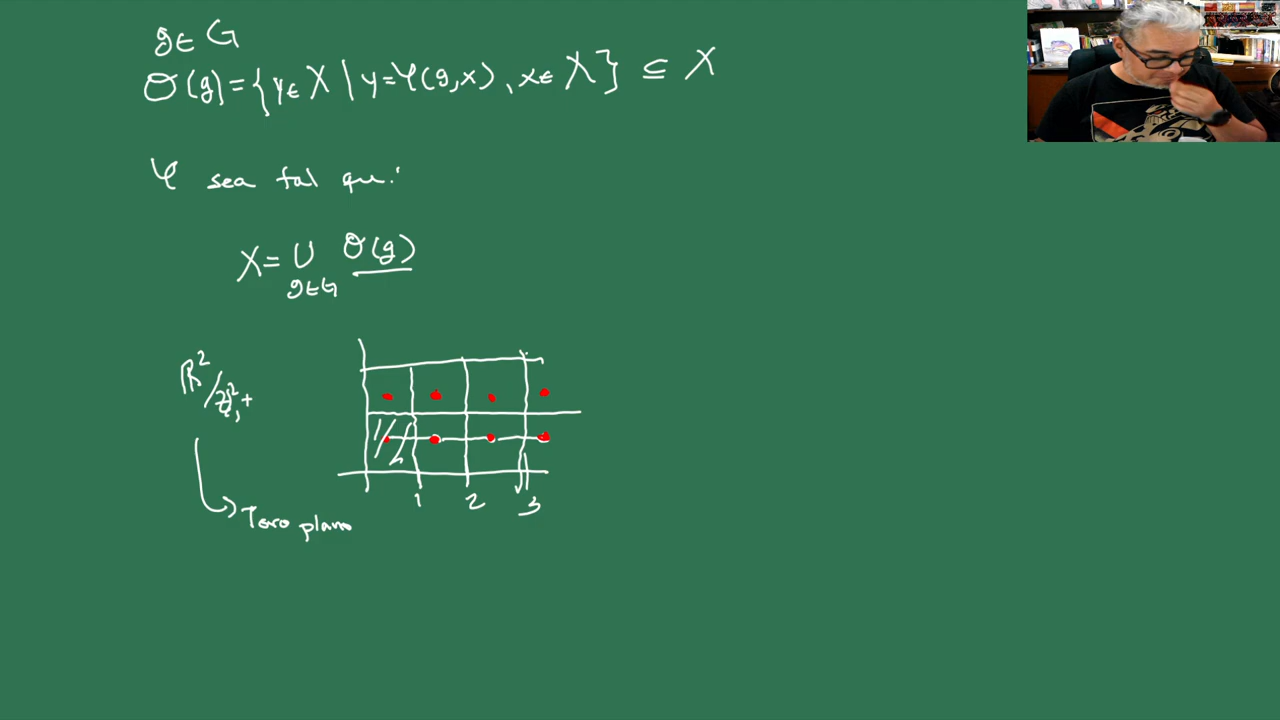 g∈G
O(g)={y∈X | y=φ(g,x), x∈X} ⊆ X
φ sea tal que:
X=∪ O(g)
g∈G
ℝ²/ℤ²,+
1 2 3
Toro plano